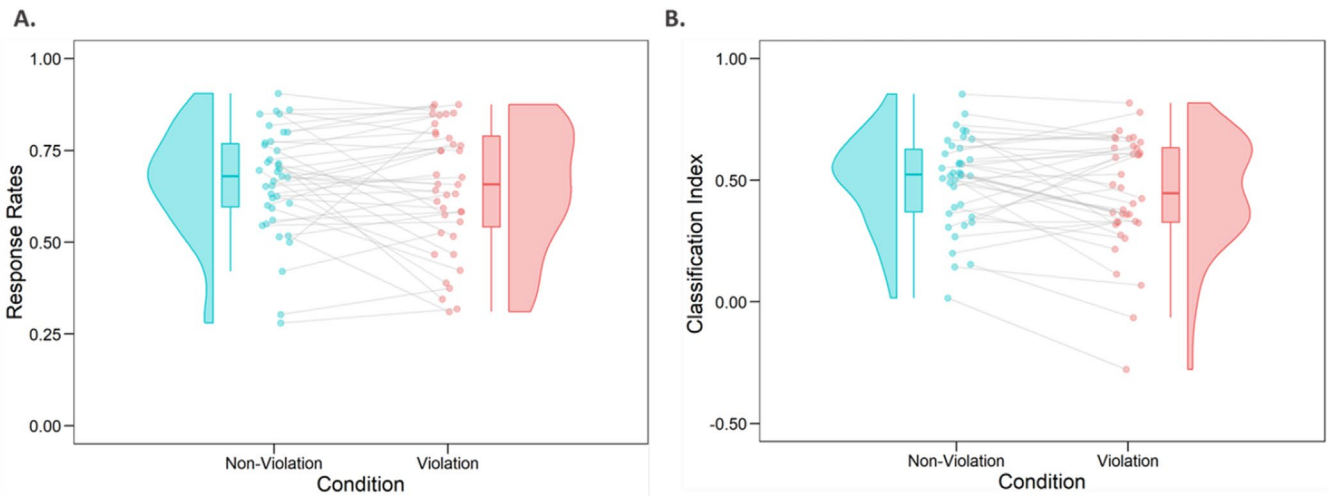 A.
Response Rates
1.00
0.75
0.50
0.25
0.00
Non-Violation
Violation
Condition
B.
Classification Index
1.00
0.50
0.00
-0.50
Non-Violation
Violation
Condition